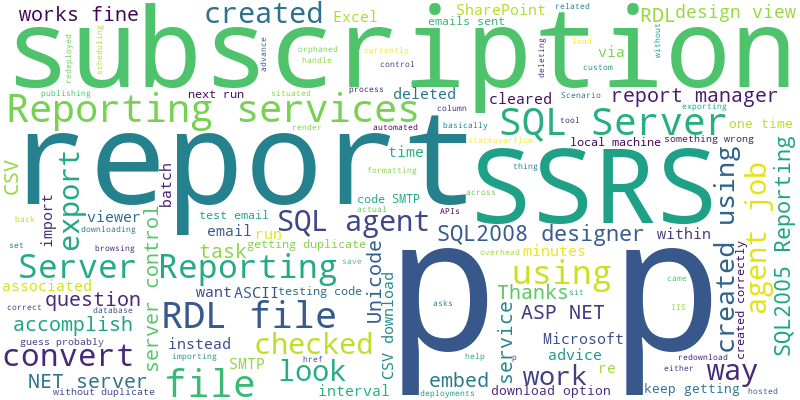 works fine
created
Excel
SharePoint
RDL
design view
related
emails sent
subscription
redeployed
scheduling
advance
orphaned
handle
currently
control
via
deleting
load
custom
without
publishing
next run
deleted
process
situated
Scenario
report manager
Reporting services
cleared
column
exporting
SQL Server
one time
report
render
automated
basically
tool
local machine
something wrong
time
stackoverflow
SSRS
CSV
export
batch
formatting
code SMTP
across
thing
import
viewer
test email
actual
APIs
back
downloading
email
SQL agent
SQL2008 designer
within
created using
agent job
SQL2005 Reporting
set
browsing
server control
task
run
getting duplicate
Unicode
overhead
minutes
came
created correctly
Server Reporting
save
using
associated
want
ASCII
testing code
CSV download
Thanks
sit
IIS
correct
database
question
RDL file
p p
asks
service
ASP NET
accomplish
instead
guess probably
checked
Microsoft
convert
importing
SMTP
href
help
p
advice
redownload
either
way
look
re
NET server
file
interval
embed
work
without duplicate
deployments
download option
keep getting
hosted